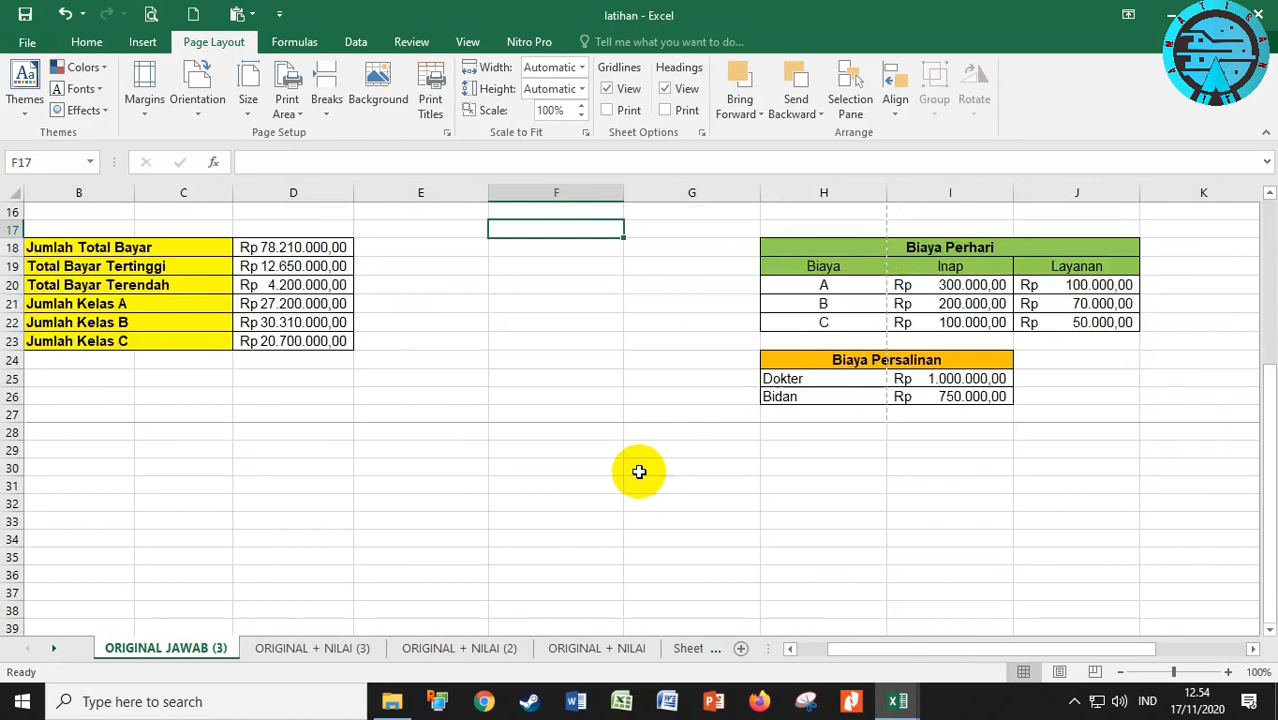 latihan - Excel
File Home Insert Page Layout Formulas Data Review View Nitro Pro Tell me what you want to do...
Themes Colors Fonts Effects
Margins Orientation Size Print Area Breaks Background Print Titles
Width: Automatic
Height: Automatic
Scale: 100%
Gridlines Headings
View View
Print Print
Bring Forward Send Backward Selection Pane Align Group Rotate
Themes Page Setup Scale to Fit Sheet Options Arrange
F17 fx
B C D E F G H I J K
16
17
18 Jumlah Total Bayar Rp 78.210.000,00 Biaya Perhari
19 Total Bayar Tertinggi Rp 12.650.000,00 Biaya Inap Layanan
20 Total Bayar Terendah Rp 4.200.000,00 A Rp 300.000,00 Rp 100.000,00
21 Jumlah Kelas A Rp 27.200.000,00 B Rp 200.000,00 Rp 70.000,00
22 Jumlah Kelas B Rp 30.310.000,00 C Rp 100.000,00 Rp 50.000,00
23 Jumlah Kelas C Rp 20.700.000,00
24 Biaya Persalinan
25 Dokter Rp 1.000.000,00
26 Bidan Rp 750.000,00
27
28
29
30
31
32
33
34
35
36
37
38
39
ORIGINAL JAWAB (3) ORIGINAL + NILAI (3) ORIGINAL + NILAI (2) ORIGINAL + NILAI Sheet ...
Ready 100%
Type here to search IND 12.54
17/11/2020